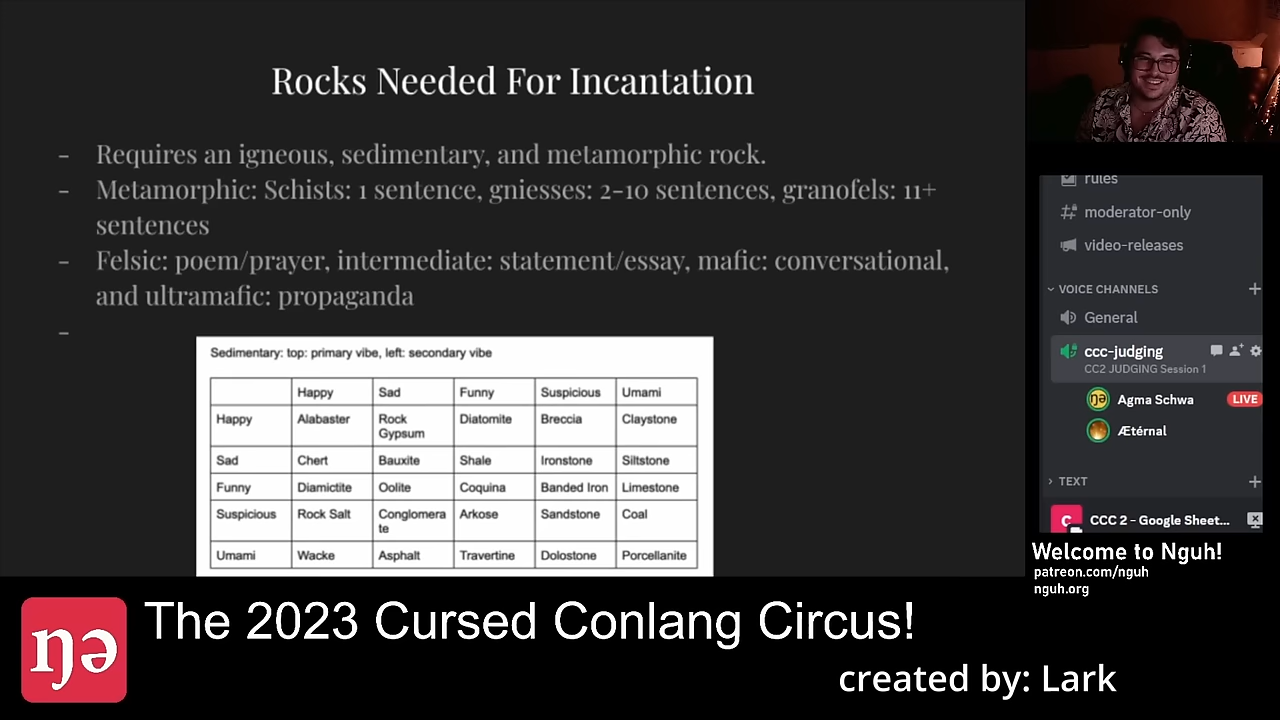 Rocks Needed For Incantation
- Requires an igneous, sedimentary, and metamorphic rock.
- Metamorphic: Schists: 1 sentence, gniesses: 2-10 sentences, granofels: 11+
sentences
- Felsic: poem/prayer, intermediate: statement/essay, mafic: conversational,
and ultramafic: propaganda
-
Sedimentary: top: primary vibe, left: secondary vibe
Happy Sad Funny Suspicious Umami
Happy Alabaster Rock Gypsum Diatomite Breccia Claystone
Sad Chert Bauxite Shale Ironstone Siltstone
Funny Diamictite Oolite Coquina Banded Iron Limestone
Suspicious Rock Salt Conglomerate Arkose Sandstone Coal
Umami Wacke Asphalt Travertine Dolostone Porcellanite
rules
moderator-only
video-releases
VOICE CHANNELS
General
ccc-judging
CC2 JUDGING Session 1
ŋə Agma Schwa LIVE
Ætérnal
TEXT
C CCC 2 - Google Sheet...
Welcome to Nguh!
patreon.com/nguh
nguh.org
ŋə
The 2023 Cursed Conlang Circus!
created by: Lark